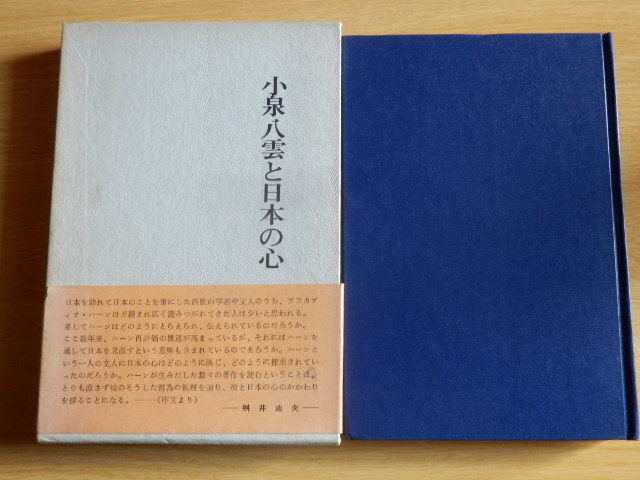 小泉八雲と日本の心
日本を訪れて日本のことを筆にした西欧の学者や文人のうち，ラフカディ
ィオ・ハーンほど読まれ広く読みつがれてきた人は少いと思われる。
果してハーンはどのようにとらえられ，伝えられているのだろうか。
ここ数年来，ハーン再評価の機運が高まっているが，それにはハーンを
通して日本を見直すという意味も含まれているのであろうか。ハーンと
いう一人の文人に日本の心はどのように映じ，どのように探求されてい
ったのだろうか。ハーンが生みだした数々の著作を読むということは，
とりも直さず彼のそうした営為の軌跡を辿り，彼と日本の心のかかわり
を探ることになる。………（序文より）
――桝井迪夫――